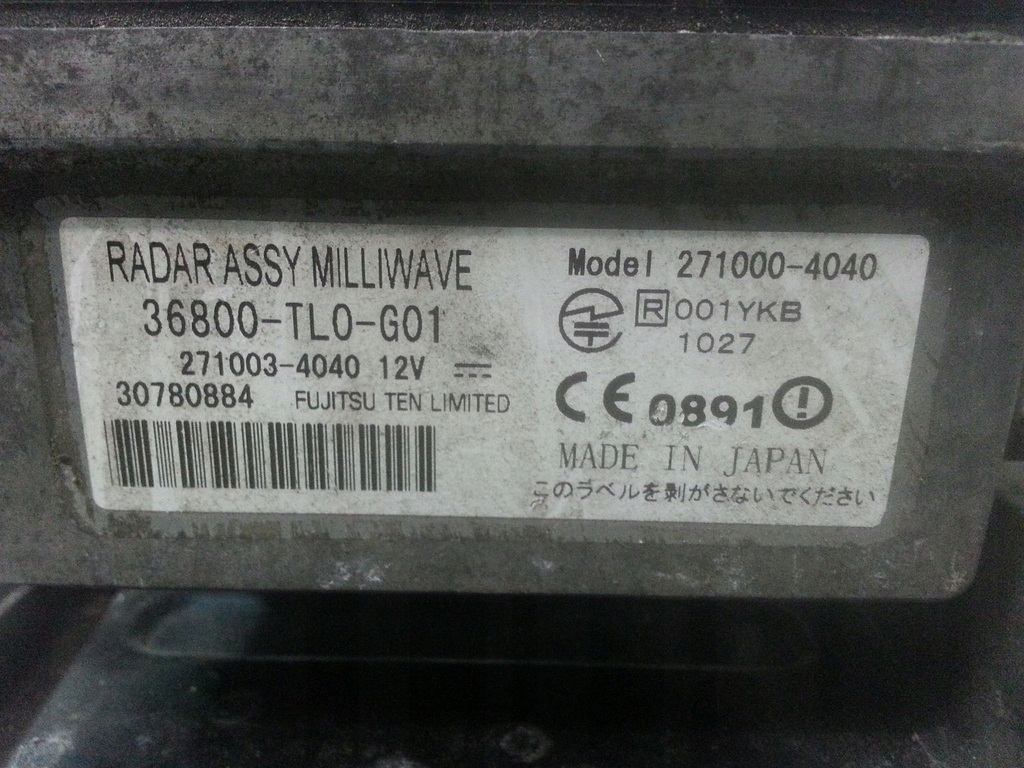 RADAR ASSY MILLIWAVE
36800-TL0-G01
271003-4040 12V
30780884 FUJITSU TEN LIMITED
Model 271000-4040
R 001YKB
1027
CE 0891
MADE IN JAPAN
このラベルを剥がさないでください